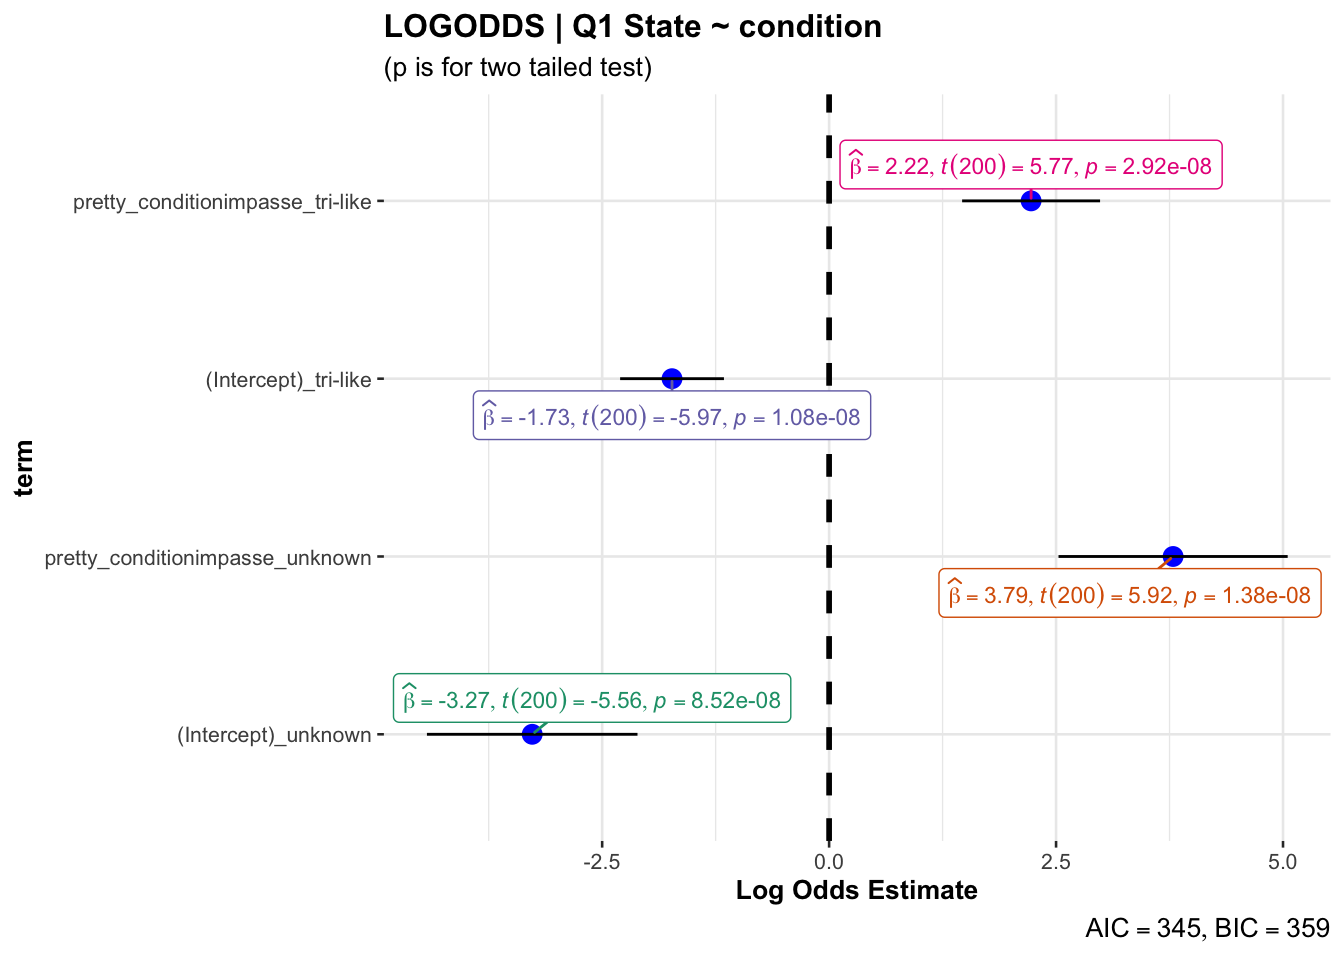 LOGODDS | Q1 State ~ condition
(p is for two tailed test)
β̂ = 2.22, t(200) = 5.77, p = 2.92e-08
pretty_conditionimpasse_tri-like
(Intercept)_tri-like
β̂ = -1.73, t(200) = -5.97, p = 1.08e-08
term
pretty_conditionimpasse_unknown
β̂ = 3.79, t(200) = 5.92, p = 1.38e-08
β̂ = -3.27, t(200) = -5.56, p = 8.52e-08
(Intercept)_unknown
-2.5 0.0 2.5 5.0
Log Odds Estimate
AIC = 345, BIC = 359